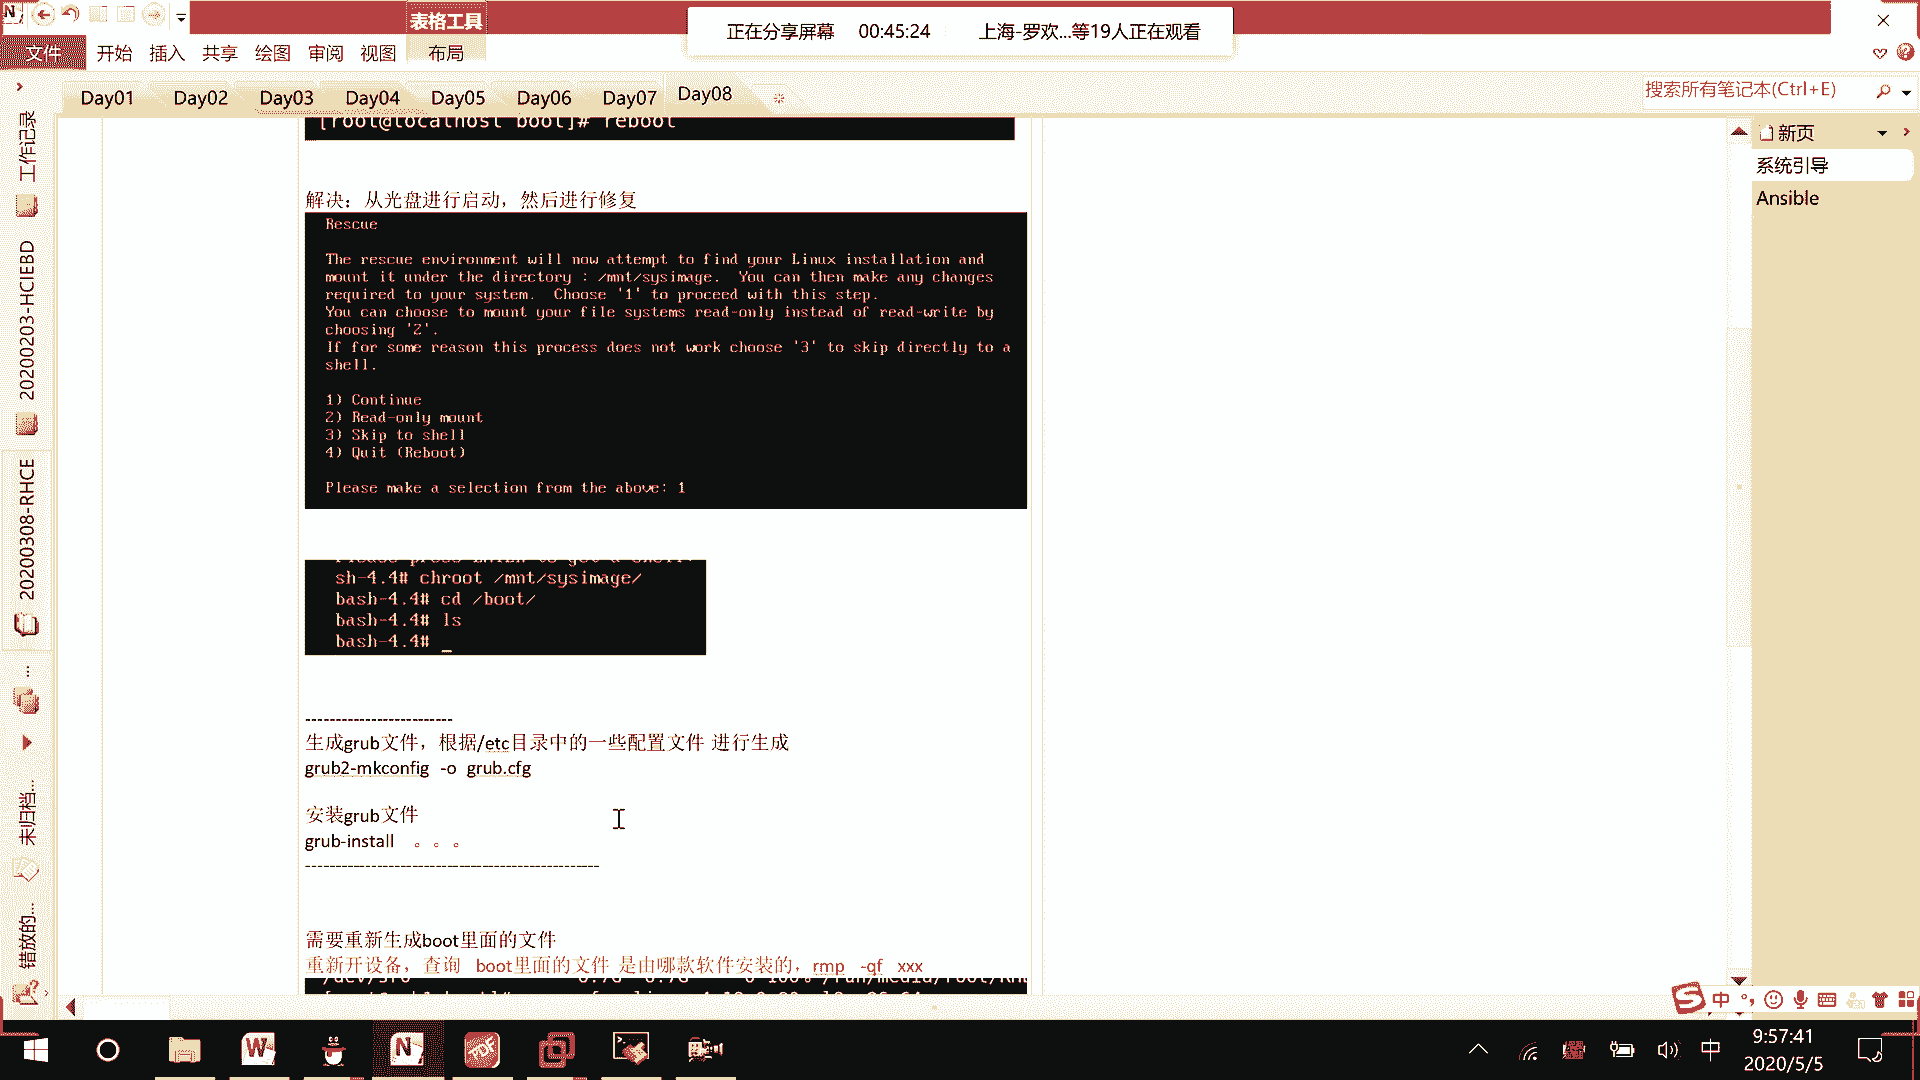 表格工具
正在分享屏幕 00:45:24 上海-罗欢...等19人正在观看
文件 开始 插入 共享 绘图 审阅 视图 布局
Day01 Day02 Day03 Day04 Day05 Day06 Day07 Day08
搜索所有笔记本(Ctrl+E)
工作记录
20200203-HCIEBD
20200308-RHCE
...
未归档...
错放的...
新页
系统引导
Ansible
[root@localhost boot]# reboot
解决：从光盘进行启动，然后进行修复
Rescue
The rescue environment will now attempt to find your Linux installation and
mount it under the directory : /mnt/sysimage. You can then make any changes
required to your system. Choose '1' to proceed with this step.
You can choose to mount your file systems read-only instead of read-write by
choosing '2'.
If for some reason this process does not work choose '3' to skip directly to a
shell.
1) Continue
2) Read-only mount
3) Skip to shell
4) Quit (Reboot)
Please make a selection from the above: 1
sh-4.4# chroot /mnt/sysimage/
bash-4.4# cd /boot/
bash-4.4# ls
bash-4.4# _
------------------------
生成grub文件，根据/etc目录中的一些配置文件 进行生成
grub2-mkconfig -o grub.cfg
安装grub文件
grub-install 。。。
------------------------------------------------
需要重新生成boot里面的文件
重新开设备，查询 boot里面的文件 是由哪款软件安装的，rmp -qf xxx
中
中
9:57:41
2020/5/5